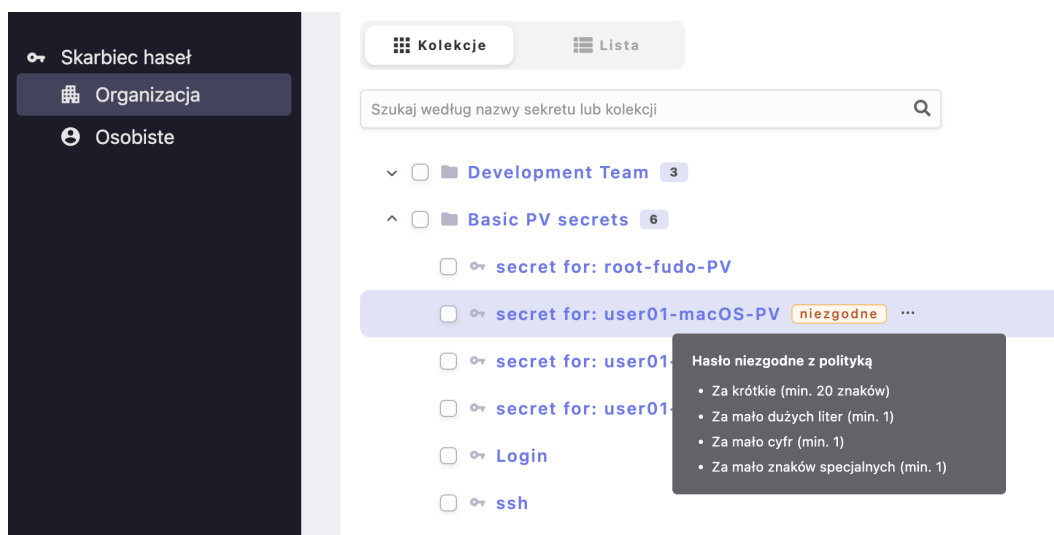 Skarbiec haseł
Organizacja
Osobiste
Kolekcje
Lista
Szukaj według nazwy sekretu lub kolekcji
Development Team 3
Basic PV secrets 6
secret for: root-fudo-PV
secret for: user01-macOS-PV niezgodne ...
Hasło niezgodne z polityką
• Za krótkie (min. 20 znaków)
secret for: user01-
• Za mało dużych liter (min. 1)
secret for: user01-
• Za mało cyfr (min. 1)
• Za mało znaków specjalnych (min. 1)
Login
ssh